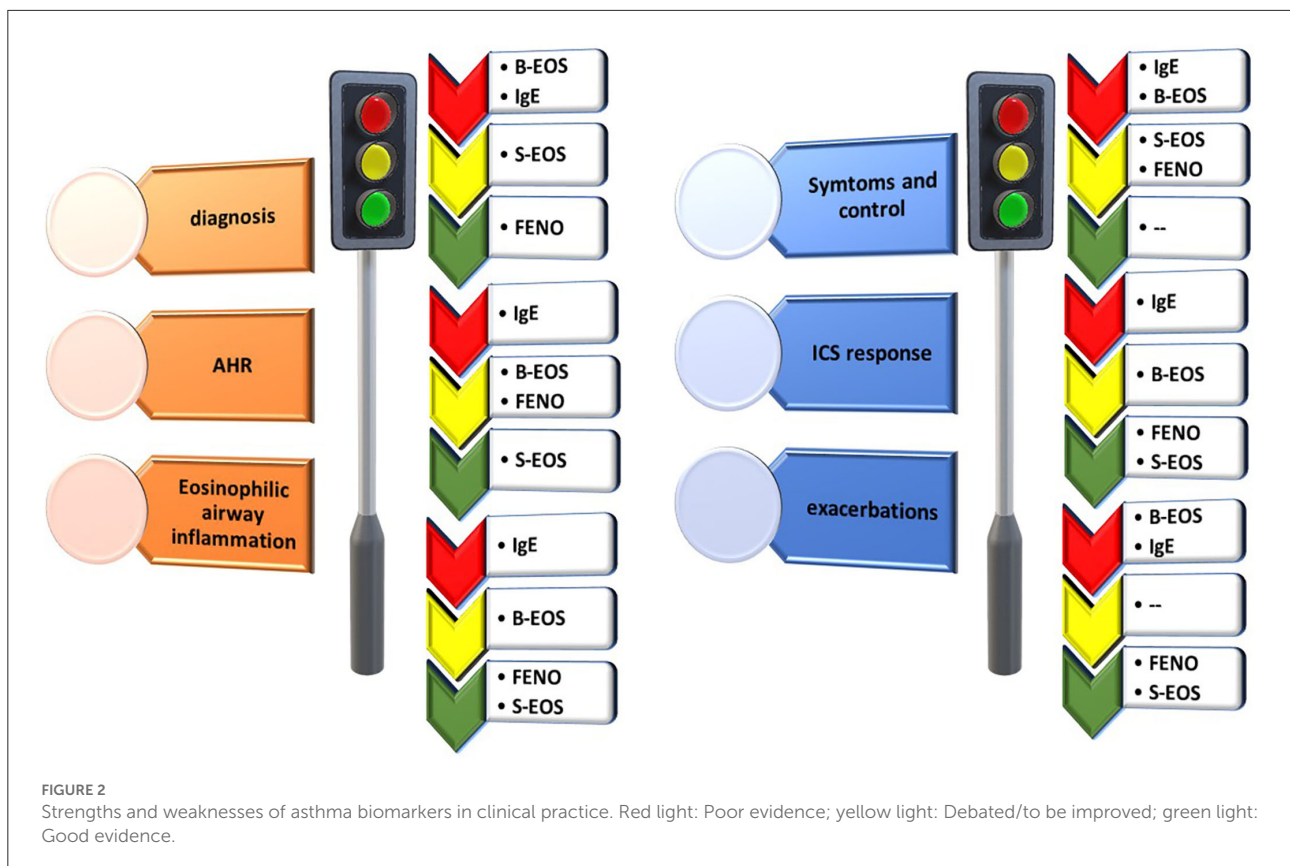 diagnosis
• B-EOS
• IgE
• S-EOS
• FENO
AHR
• IgE
• B-EOS
• FENO
• S-EOS
Eosinophilic
airway
inflammation
• IgE
• B-EOS
• FENO
• S-EOS
Symtoms and
control
• IgE
• B-EOS
• S-EOS
• FENO
• --
ICS response
• IgE
• B-EOS
• FENO
• S-EOS
exacerbations
• B-EOS
• IgE
• --
• FENO
• S-EOS
FIGURE 2
Strengths and weaknesses of asthma biomarkers in clinical practice. Red light: Poor evidence; yellow light: Debated/to be improved; green light:
Good evidence.